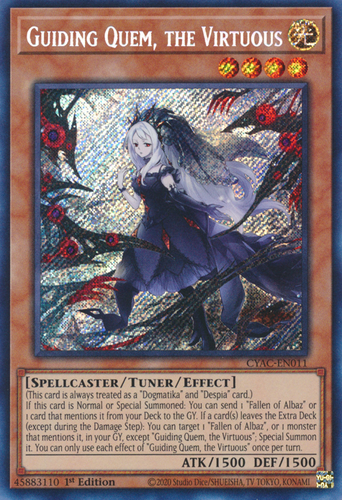 GUIDING QUEM, THE VIRTUOUS
CYAC-EN011
[SPELLCASTER/TUNER/EFFECT]
(This card is always treated as a "Dogmatika" and "Despia" card.)
If this card is Normal or Special Summoned: You can send 1 "Fallen of Albaz" or
1 card that mentions it from your Deck to the GY. If a card(s) leaves the Extra Deck
(except during the Damage Step): You can target 1 "Fallen of Albaz", or 1 monster
that mentions it, in your GY, except "Guiding Quem, the Virtuous"; Special Summon
it. You can only use each effect of "Guiding Quem, the Virtuous" once per turn.
ATK/1500 DEF/1500
45883110 1st Edition ©2020 Studio Dice/SHUEISHA, TV TOKYO, KONAMI